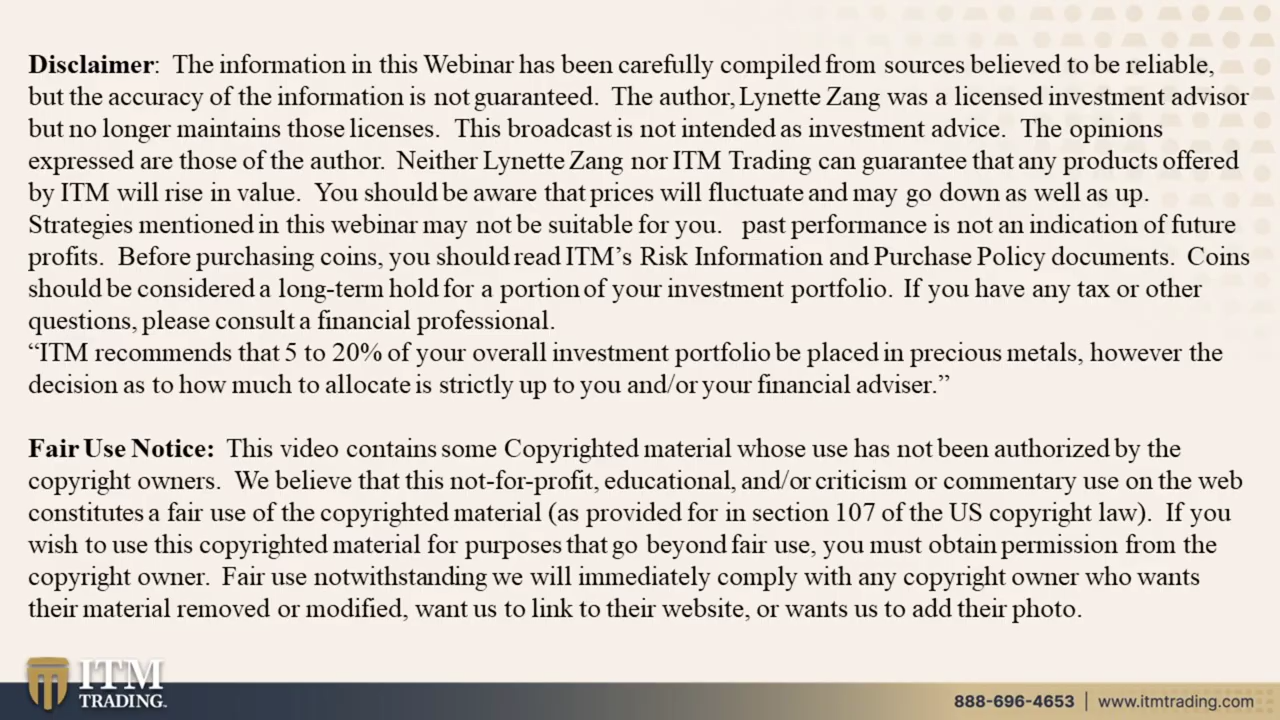 Disclaimer: The information in this Webinar has been carefully compiled from sources believed to be reliable,
but the accuracy of the information is not guaranteed. The author, Lynette Zang was a licensed investment advisor
but no longer maintains those licenses. This broadcast is not intended as investment advice. The opinions
expressed are those of the author. Neither Lynette Zang nor ITM Trading can guarantee that any products offered
by ITM will rise in value. You should be aware that prices will fluctuate and may go down as well as up.
Strategies mentioned in this webinar may not be suitable for you. past performance is not an indication of future
profits. Before purchasing coins, you should read ITM’s Risk Information and Purchase Policy documents. Coins
should be considered a long-term hold for a portion of your investment portfolio. If you have any tax or other
questions, please consult a financial professional.
“ITM recommends that 5 to 20% of your overall investment portfolio be placed in precious metals, however the
decision as to how much to allocate is strictly up to you and/or your financial adviser.”
Fair Use Notice: This video contains some Copyrighted material whose use has not been authorized by the
copyright owners. We believe that this not-for-profit, educational, and/or criticism or commentary use on the web
constitutes a fair use of the copyrighted material (as provided for in section 107 of the US copyright law). If you
wish to use this copyrighted material for purposes that go beyond fair use, you must obtain permission from the
copyright owner. Fair use notwithstanding we will immediately comply with any copyright owner who wants
their material removed or modified, want us to link to their website, or wants us to add their photo.
ITM
TRADING
888-696-4653 | www.itmtrading.com